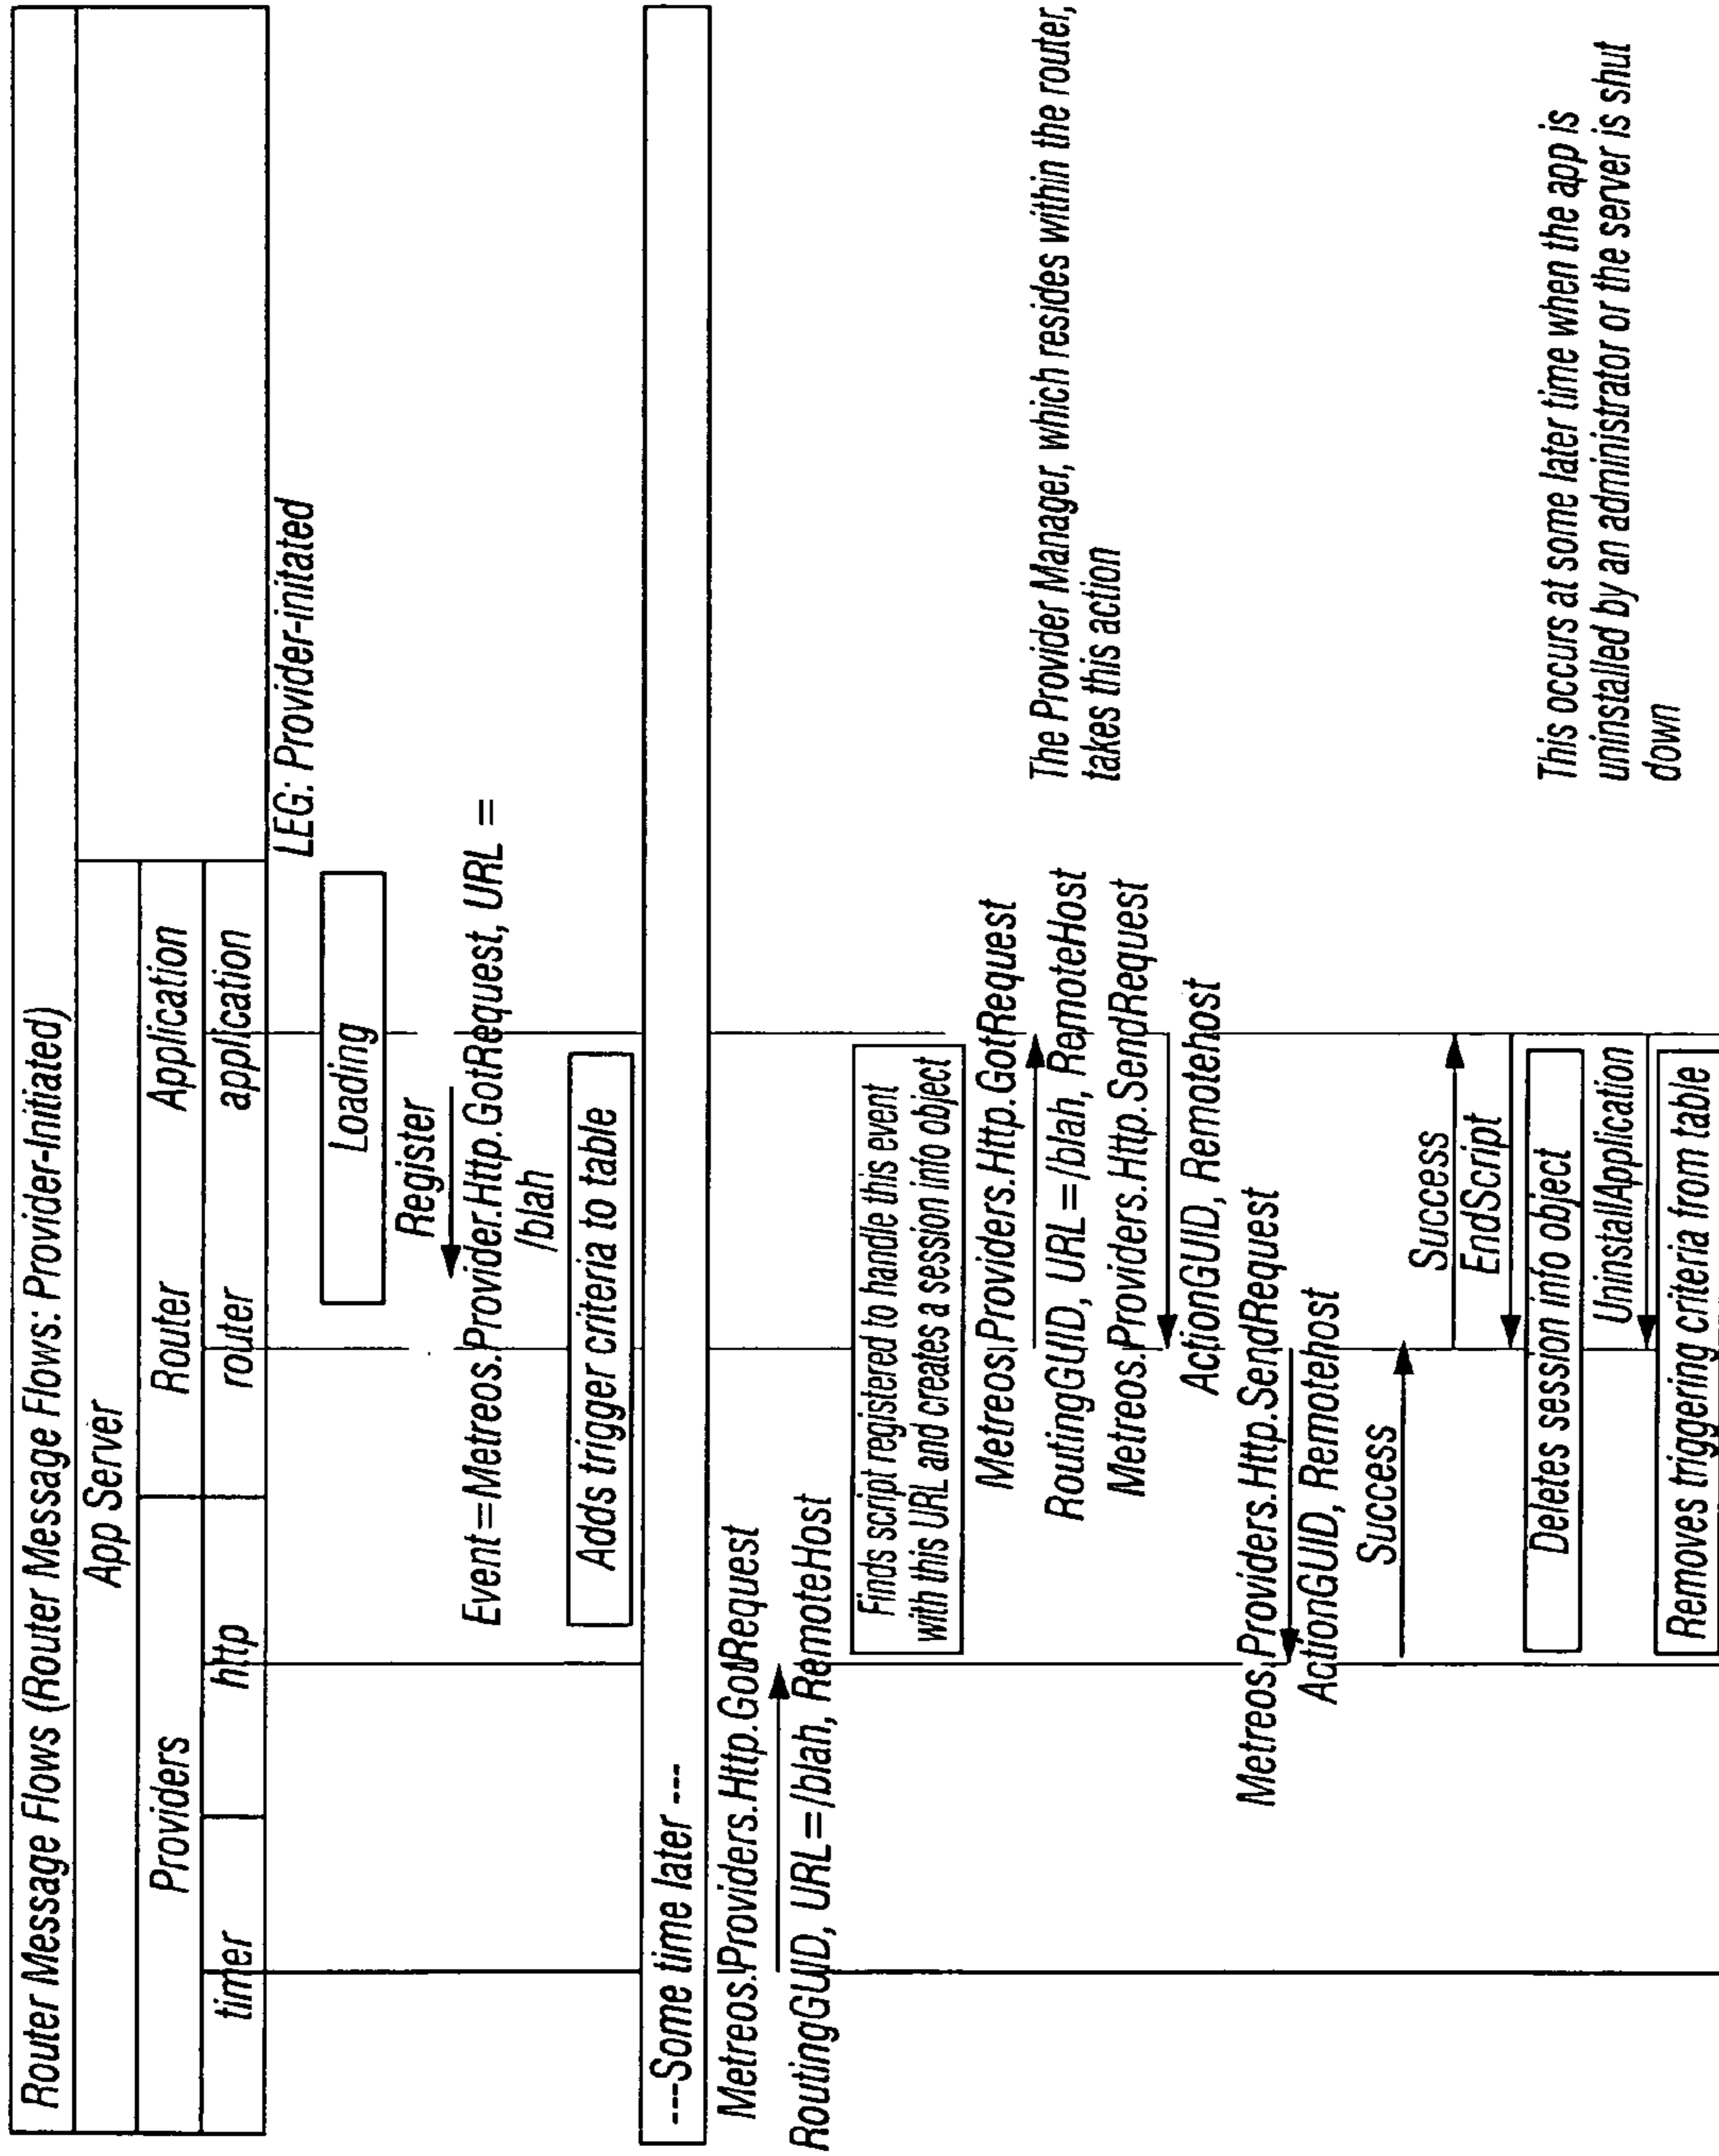 Router Message Flows (Router Message Flows: Provider-Initiated)
App Server
Providers
Router
Application
timer
http
router
application
LEG: Provider-initated
Loading
Register
Event=Metreos.Provider.Http.GotRequest, URL =
/blah
Adds trigger criteria to table
---Some time later ---
Metreos.Providers.Http.GotRequest
RoutingGUID, URL=/blah, RemoteHost
Finds script registered to handle this event
with this URL and creates a session info object
Metreos.Providers.Http.GotRequest
RoutingGUID, URL=/blah, RemoteHost
The Provider Manager, which resides within the router,
takes this action
Metreos.Providers.Http.SendRequest
ActionGUID, Remotehost
Metreos.Providers.Http.SendRequest
ActionGUID, Remotehost
Success
Success
EndScript
Deletes session info object
This occurs at some later time when the app is
uninstalled by an administrator or the server is shut
down
UninstallApplication
Removes triggering criteria from table